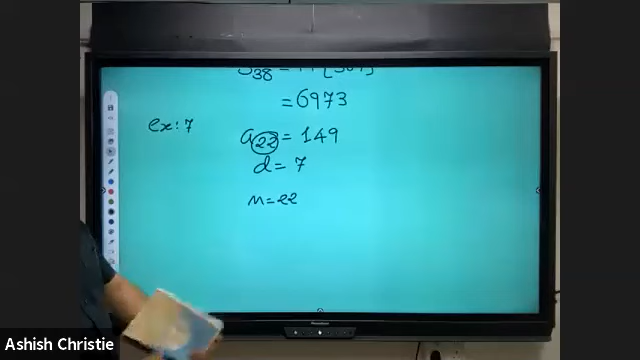 = 6973
ex: 7
a22 = 149
d = 7
n = 22
Ashish Christie